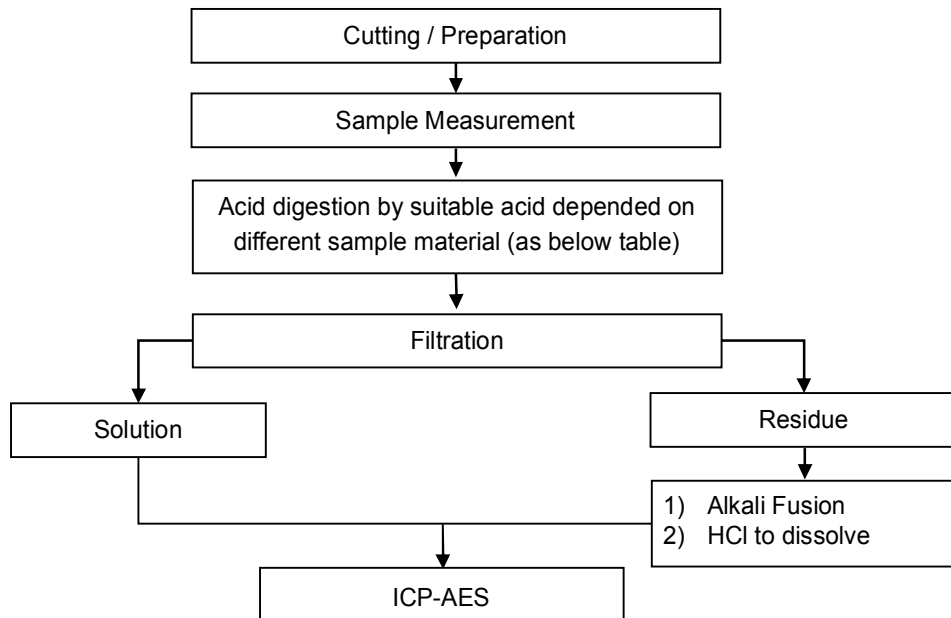 Cutting / Preparation
Sample Measurement
Acid digestion by suitable acid depended on
different sample material (as below table)
Filtration
Solution
Residue
1) Alkali Fusion
2) HCl to dissolve
ICP-AES